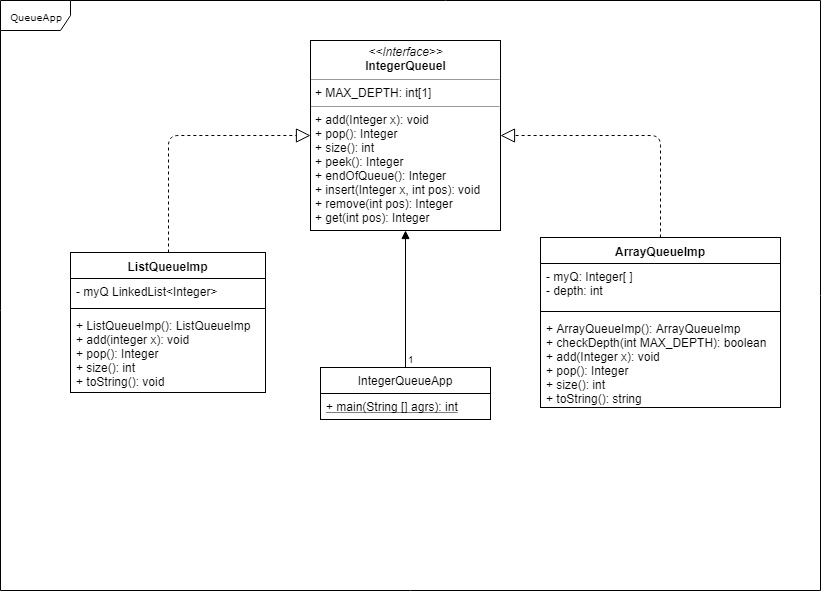 QueueApp
<<Interface>>
IntegerQueueI
+ MAX_DEPTH: int[1]
+ add(Integer x): void
+ pop(): Integer
+ size(): int
+ peek(): Integer
+ endOfQueue(): Integer
+ insert(Integer x, int pos): void
+ remove(int pos): Integer
+ get(int pos): Integer
ListQueueImp
- myQ LinkedList<Integer>
+ ListQueueImp(): ListQueueImp
+ add(integer x): void
+ pop(): Integer
+ size(): int
+ toString(): void
1
IntegerQueueApp
+ main(String [] agrs): int
ArrayQueueImp
- myQ: Integer[ ]
- depth: int
+ ArrayQueueImp(): ArrayQueueImp
+ checkDepth(int MAX_DEPTH): boolean
+ add(Integer x): void
+ pop(): Integer
+ size(): int
+ toString(): string